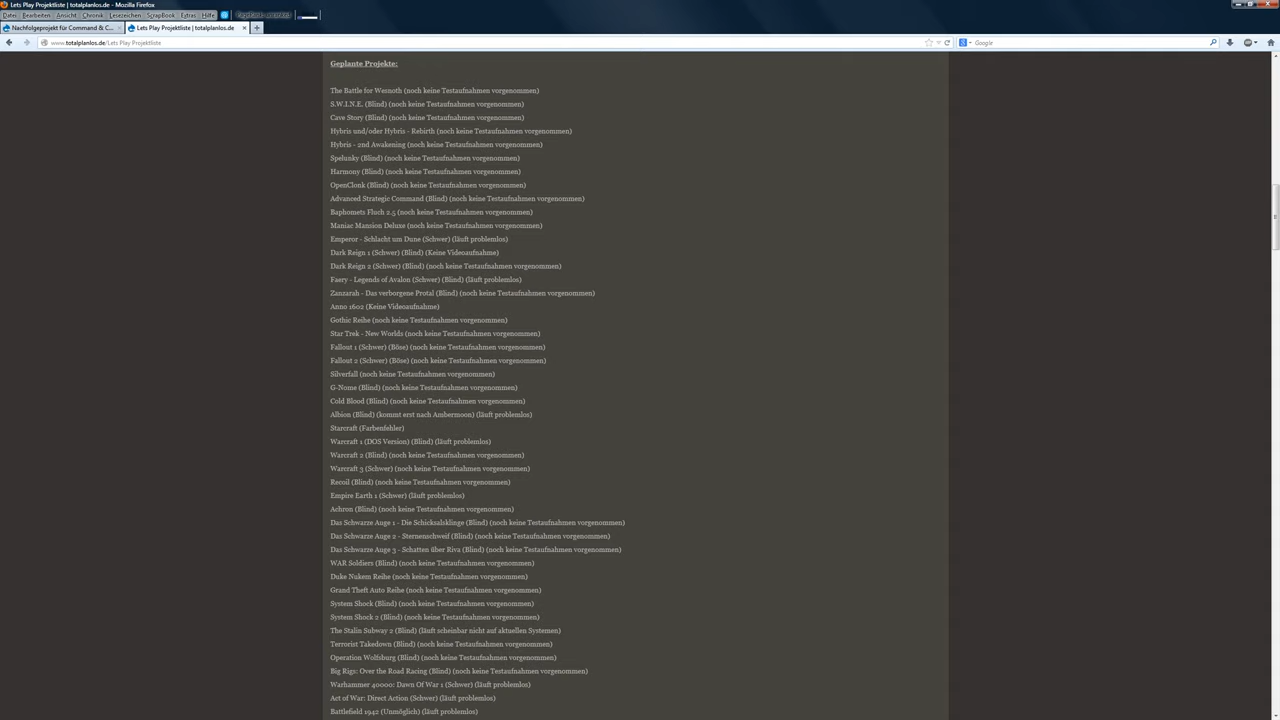 Lets Play Projektliste | totalplanlos.de - Mozilla Firefox
Datei Bearbeiten Ansicht Chronik Lesezeichen ScrapBook Extras Hilfe
Nachfolgeprojekt für Command & C... × Lets Play Projektliste | totalplanlos.de ×
www.totalplanlos.de/Lets Play Projektliste Google
Geplante Projekte:
The Battle for Wesnoth (noch keine Testaufnahmen vorgenommen)
S.W.I.N.E. (Blind) (noch keine Testaufnahmen vorgenommen)
Cave Story (Blind) (noch keine Testaufnahmen vorgenommen)
Hybris und/oder Hybris - Rebirth (noch keine Testaufnahmen vorgenommen)
Hybris - 2nd Awakening (noch keine Testaufnahmen vorgenommen)
Spelunky (Blind) (noch keine Testaufnahmen vorgenommen)
Harmony (Blind) (noch keine Testaufnahmen vorgenommen)
OpenClonk (Blind) (noch keine Testaufnahmen vorgenommen)
Advanced Strategic Command (Blind) (noch keine Testaufnahmen vorgenommen)
Baphomets Fluch 2.5 (noch keine Testaufnahmen vorgenommen)
Maniac Mansion Deluxe (noch keine Testaufnahmen vorgenommen)
Emperor - Schlacht um Dune (Schwer) (läuft problemlos)
Dark Reign 1 (Schwer) (Blind) (Keine Videoaufnahme)
Dark Reign 2 (Schwer) (Blind) (noch keine Testaufnahmen vorgenommen)
Faery - Legends of Avalon (Schwer) (Blind) (läuft problemlos)
Zanzarah - Das verborgene Protal (Blind) (noch keine Testaufnahmen vorgenommen)
Anno 1602 (Keine Videoaufnahme)
Gothic Reihe (noch keine Testaufnahmen vorgenommen)
Star Trek - New Worlds (noch keine Testaufnahmen vorgenommen)
Fallout 1 (Schwer) (Böse) (noch keine Testaufnahmen vorgenommen)
Fallout 2 (Schwer) (Böse) (noch keine Testaufnahmen vorgenommen)
Silverfall (noch keine Testaufnahmen vorgenommen)
G-Nome (Blind) (noch keine Testaufnahmen vorgenommen)
Cold Blood (Blind) (noch keine Testaufnahmen vorgenommen)
Albion (Blind) (kommt erst nach Ambermoon) (läuft problemlos)
Starcraft (Farbenfehler)
Warcraft 1 (DOS Version) (Blind) (läuft problemlos)
Warcraft 2 (Blind) (noch keine Testaufnahmen vorgenommen)
Warcraft 3 (Schwer) (noch keine Testaufnahmen vorgenommen)
Recoil (Blind) (noch keine Testaufnahmen vorgenommen)
Empire Earth 1 (Schwer) (läuft problemlos)
Achron (Blind) (noch keine Testaufnahmen vorgenommen)
Das Schwarze Auge 1 - Die Schicksalsklinge (Blind) (noch keine Testaufnahmen vorgenommen)
Das Schwarze Auge 2 - Sternenschweif (Blind) (noch keine Testaufnahmen vorgenommen)
Das Schwarze Auge 3 - Schatten über Riva (Blind) (noch keine Testaufnahmen vorgenommen)
WAR Soldiers (Blind) (noch keine Testaufnahmen vorgenommen)
Duke Nukem Reihe (noch keine Testaufnahmen vorgenommen)
Grand Theft Auto Reihe (noch keine Testaufnahmen vorgenommen)
System Shock (Blind) (noch keine Testaufnahmen vorgenommen)
System Shock 2 (Blind) (noch keine Testaufnahmen vorgenommen)
The Stalin Subway 2 (Blind) (läuft scheinbar nicht auf aktuellen Systemen)
Terrorist Takedown (Blind) (noch keine Testaufnahmen vorgenommen)
Operation Wolfsburg (Blind) (noch keine Testaufnahmen vorgenommen)
Big Rigs: Over the Road Racing (Blind) (noch keine Testaufnahmen vorgenommen)
Warhammer 40000: Dawn Of War 1 (Schwer) (läuft problemlos)
Act of War: Direct Action (Schwer) (läuft problemlos)
Battlefield 1942 (Unmöglich) (läuft problemlos)